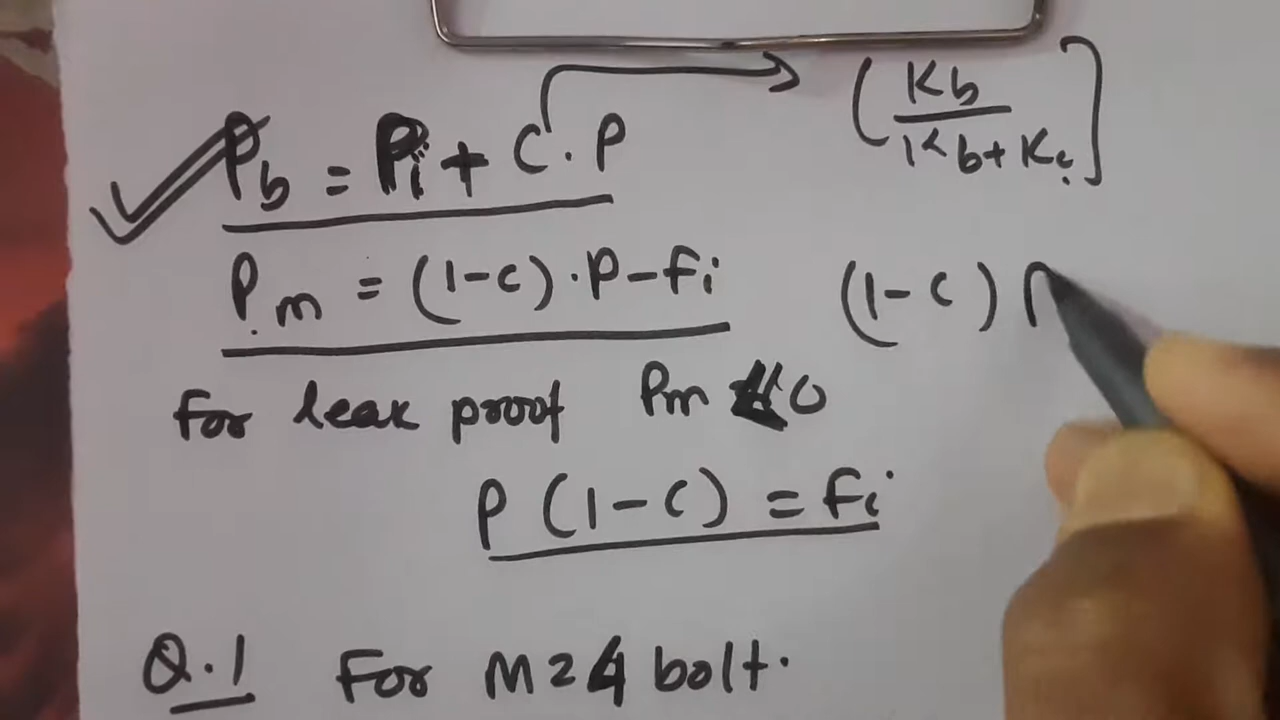 Pb = Pi + C.P
(Kb / Kb + Kc]
Pm = (1-c).P-Fi
(1-c)
For leak proof Pm 0
P(1-c) = Fi
Q.1 For M24 bolt.